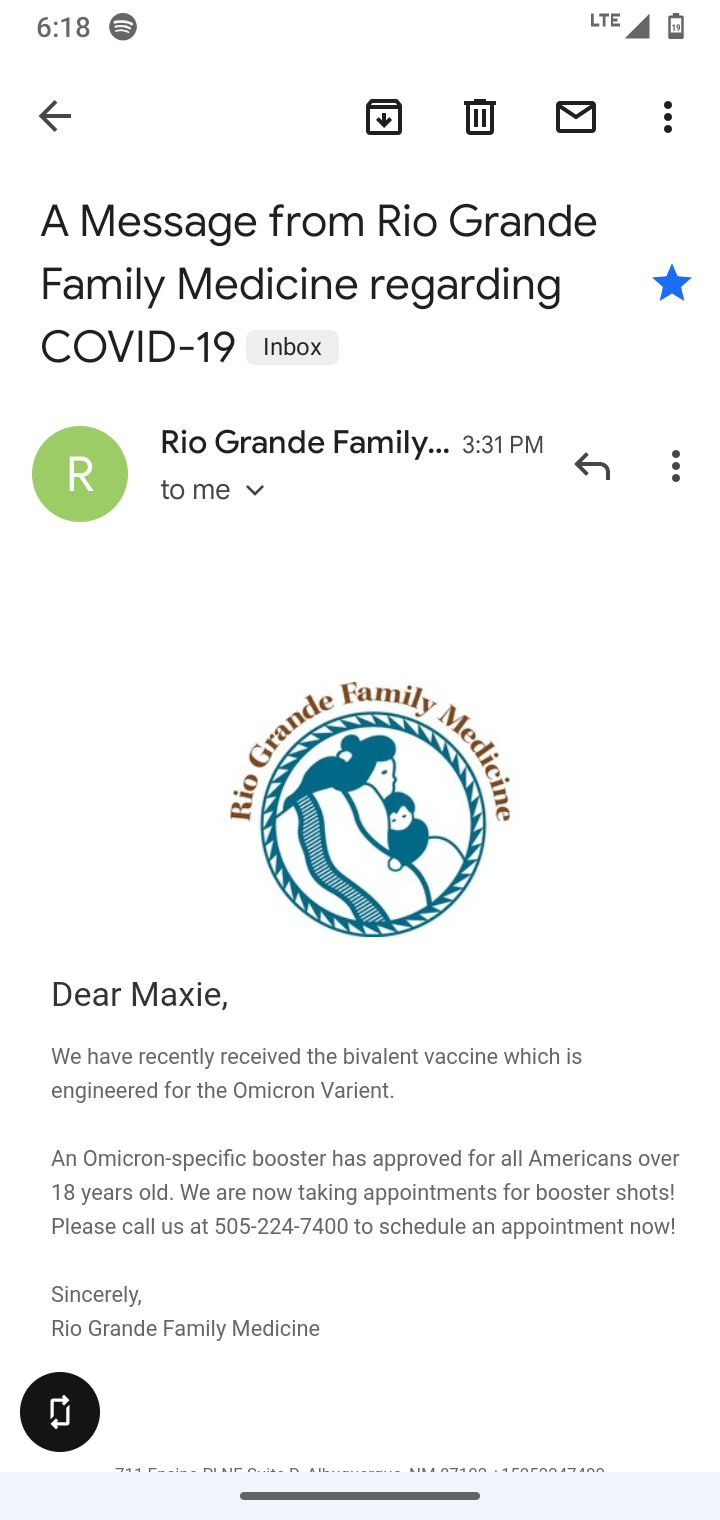 6:18
LTE
19
A Message from Rio Grande
Family Medicine regarding
COVID-19 Inbox
R
Rio Grande Family... 3:31 PM
to me
Rio Grande Family Medicine
Dear Maxie,
We have recently received the bivalent vaccine which is
engineered for the Omicron Varient.
An Omicron-specific booster has approved for all Americans over
18 years old. We are now taking appointments for booster shots!
Please call us at 505-224-7400 to schedule an appointment now!
Sincerely,
Rio Grande Family Medicine